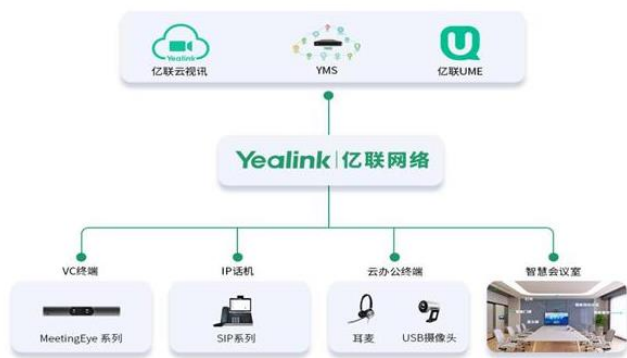 Yealink
亿联云视讯
YMS
亿联UME
Yealink | 亿联网络
VC终端
IP话机
云办公终端
智慧会议室
MeetingEye 系列
SIP系列
耳麦
USB摄像头